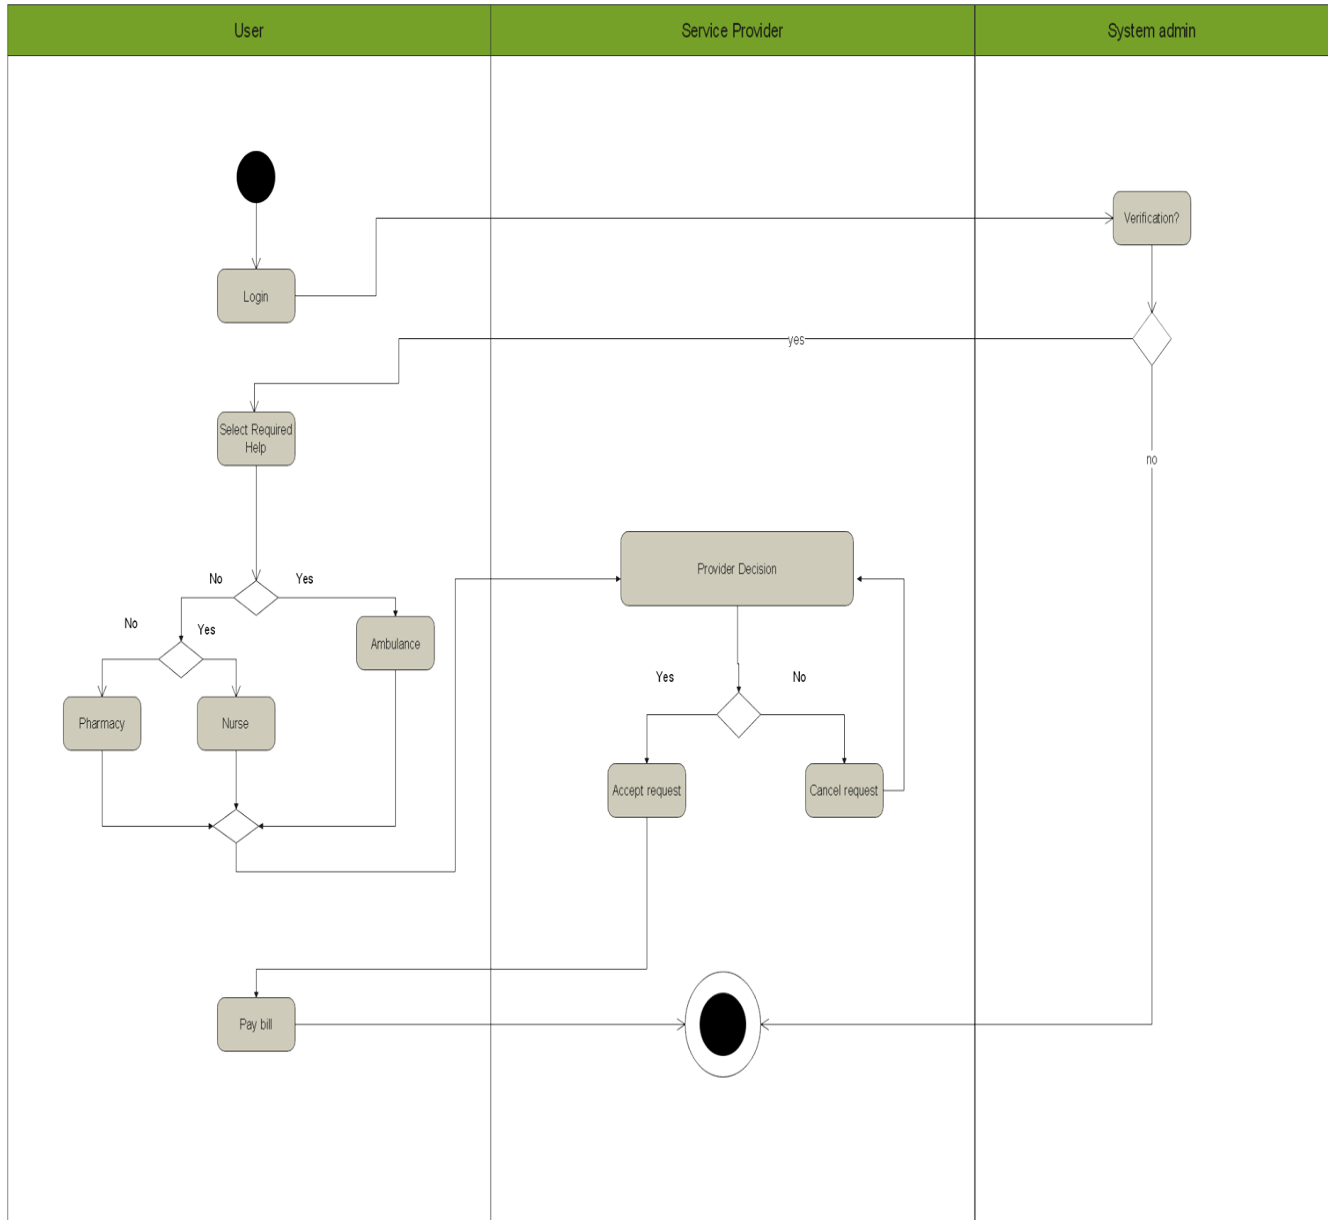 User
Service Provider
System admin
Verification?
Login
yes
Select Required
Help
no
Provider Decision
No
Yes
No
Yes
Ambulance
Yes
No
Pharmacy
Nurse
Accept request
Cancel request
Pay bill